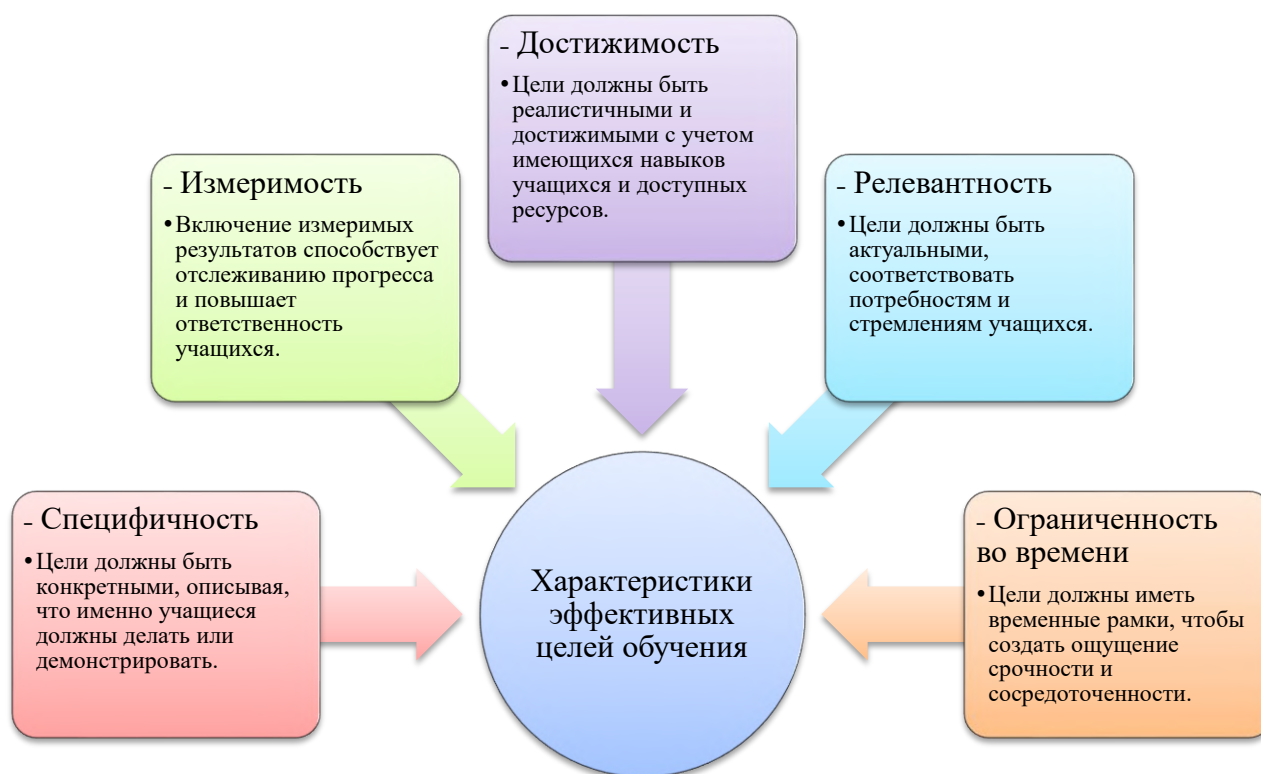 - Специфичность
•Цели должны быть
конкретными, описывая,
что именно учащиеся
должны делать или
демонстрировать.
- Измеримость
•Включение измеримых
результатов способствует
отслеживанию прогресса
и повышает
ответственность
учащихся.
- Достижимость
•Цели должны быть
реалистичными и
достижимыми с учетом
имеющихся навыков
учащихся и доступных
ресурсов.
- Релевантность
•Цели должны быть
актуальными,
соответствовать
потребностям и
стремлениям учащихся.
- Ограниченность
во времени
•Цели должны иметь
временные рамки, чтобы
создать ощущение
срочности и
сосредоточенности.
Характеристики
эффективных
целей обучения